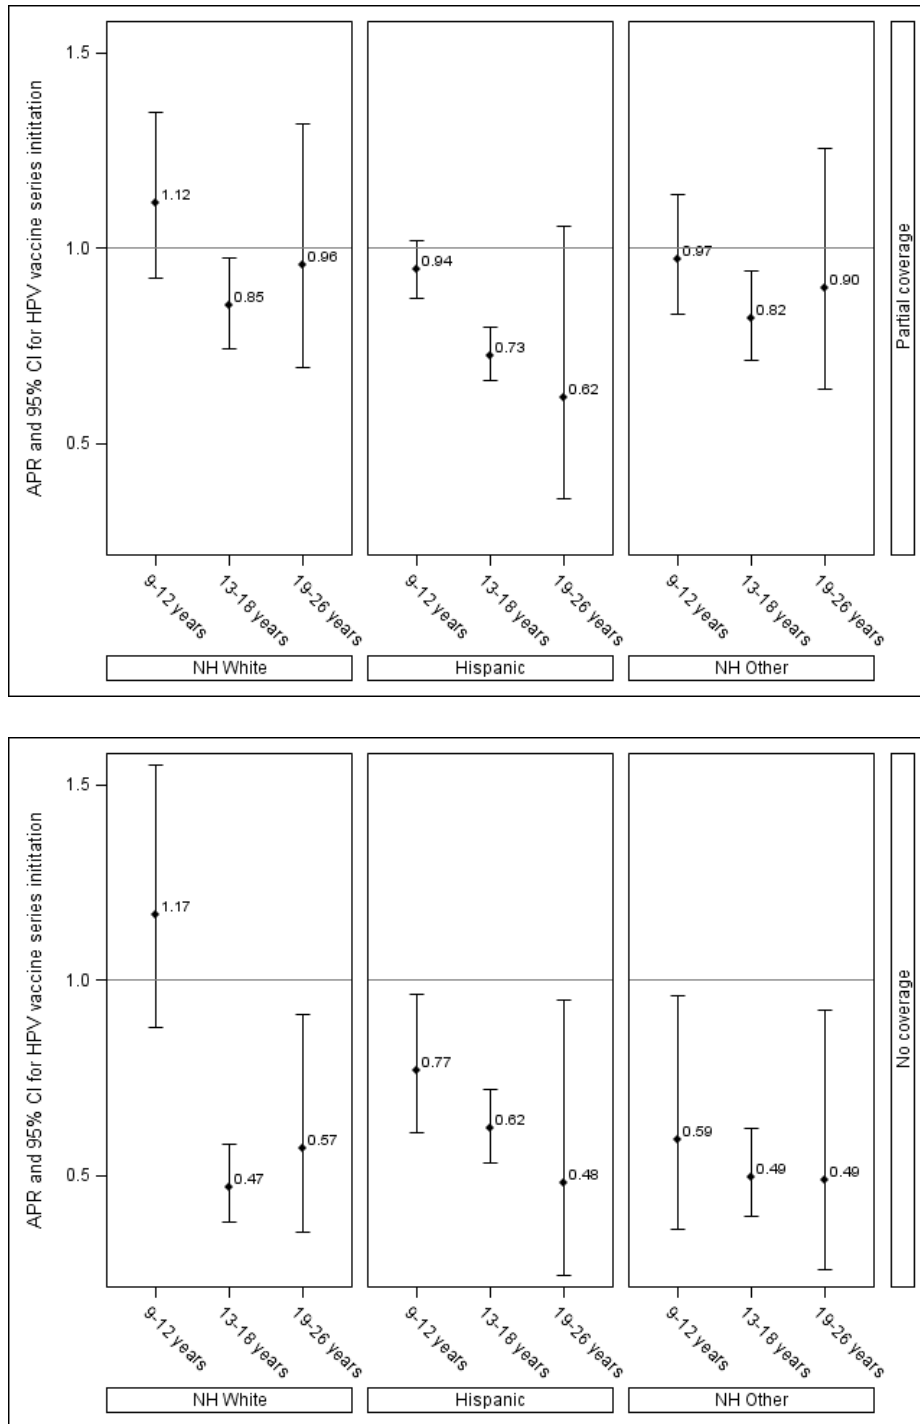 APR and 95% CI for HPV vaccine series inititation
1.5
1.0
0.5
1.12
0.85
0.96
0.94
0.73
0.62
0.97
0.82
0.90
Partial coverage
9-12 years
13-18 years
19-26 years
9-12 years
13-18 years
19-26 years
9-12 years
13-18 years
19-26 years
NH White
Hispanic
NH Other
APR and 95% CI for HPV vaccine series inititation
1.5
1.0
0.5
1.17
0.47
0.57
0.77
0.62
0.48
0.59
0.49
0.49
No coverage
9-12 years
13-18 years
19-26 years
9-12 years
13-18 years
19-26 years
9-12 years
13-18 years
19-26 years
NH White
Hispanic
NH Other